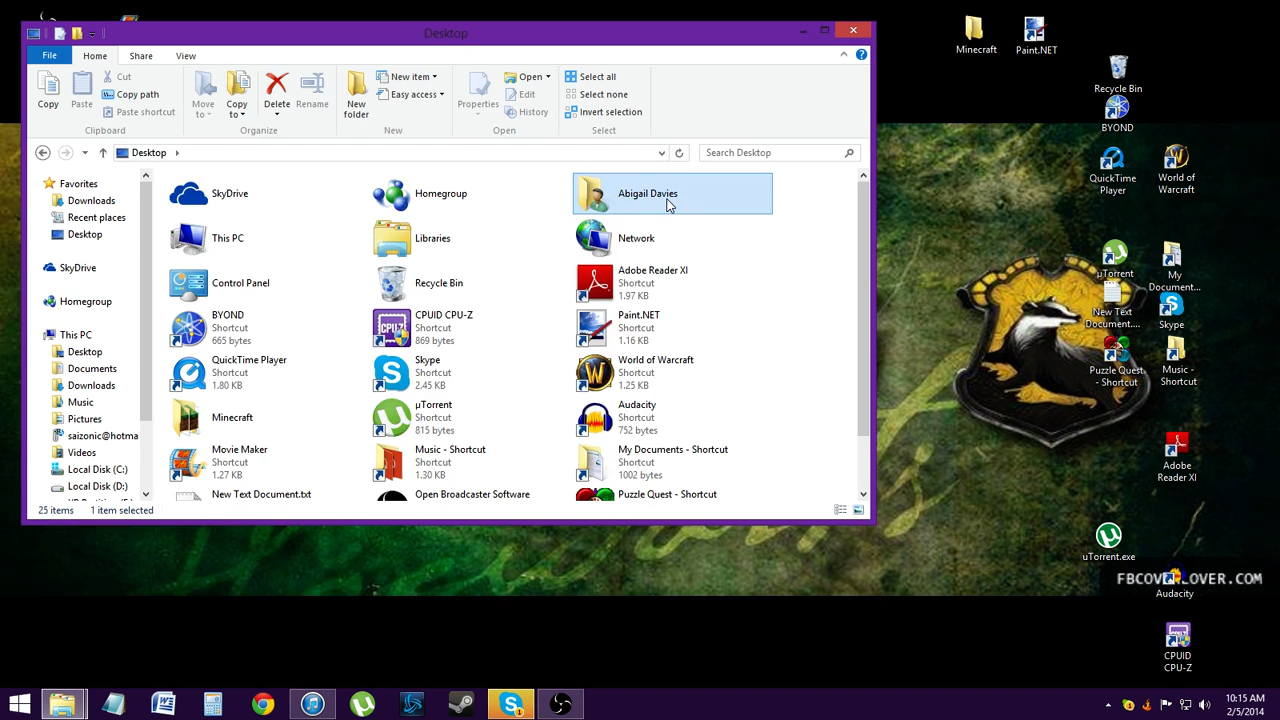 Desktop
File
Home
Share
View
Copy
Paste
Cut
Copy path
Paste shortcut
Clipboard
Move to
Copy to
Delete
Rename
Organize
New folder
New item
Easy access
New
Properties
Open
Edit
History
Open
Select all
Select none
Invert selection
Select
Desktop
Search Desktop
Favorites
Downloads
Recent places
Desktop
SkyDrive
Homegroup
This PC
Desktop
Documents
Downloads
Music
Pictures
saizonic@hotma
Videos
Local Disk (C:)
Local Disk (D:)
SkyDrive
Homegroup
Abigail Davies
This PC
Libraries
Network
Control Panel
Recycle Bin
Adobe Reader XI
Shortcut
1.97 KB
BYOND
Shortcut
665 bytes
CPUID CPU-Z
Shortcut
869 bytes
Paint.NET
Shortcut
1.16 KB
QuickTime Player
Shortcut
1.80 KB
Skype
Shortcut
2.45 KB
World of Warcraft
Shortcut
1.25 KB
Minecraft
µTorrent
Shortcut
815 bytes
Audacity
Shortcut
752 bytes
Movie Maker
Shortcut
1.27 KB
Music - Shortcut
Shortcut
1.30 KB
My Documents - Shortcut
Shortcut
1002 bytes
New Text Document.txt
Open Broadcaster Software
Puzzle Quest - Shortcut
25 items
1 item selected
Minecraft
Paint.NET
Recycle Bin
BYOND
QuickTime
Player
World of
Warcraft
µTorrent
My
Document...
New Text
Document....
Skype
Puzzle Quest
- Shortcut
Music -
Shortcut
Adobe
Reader XI
uTorrent.exe
FBCOVERLOVER.COM
Audacity
CPUID
CPU-Z
10:15 AM
2/5/2014